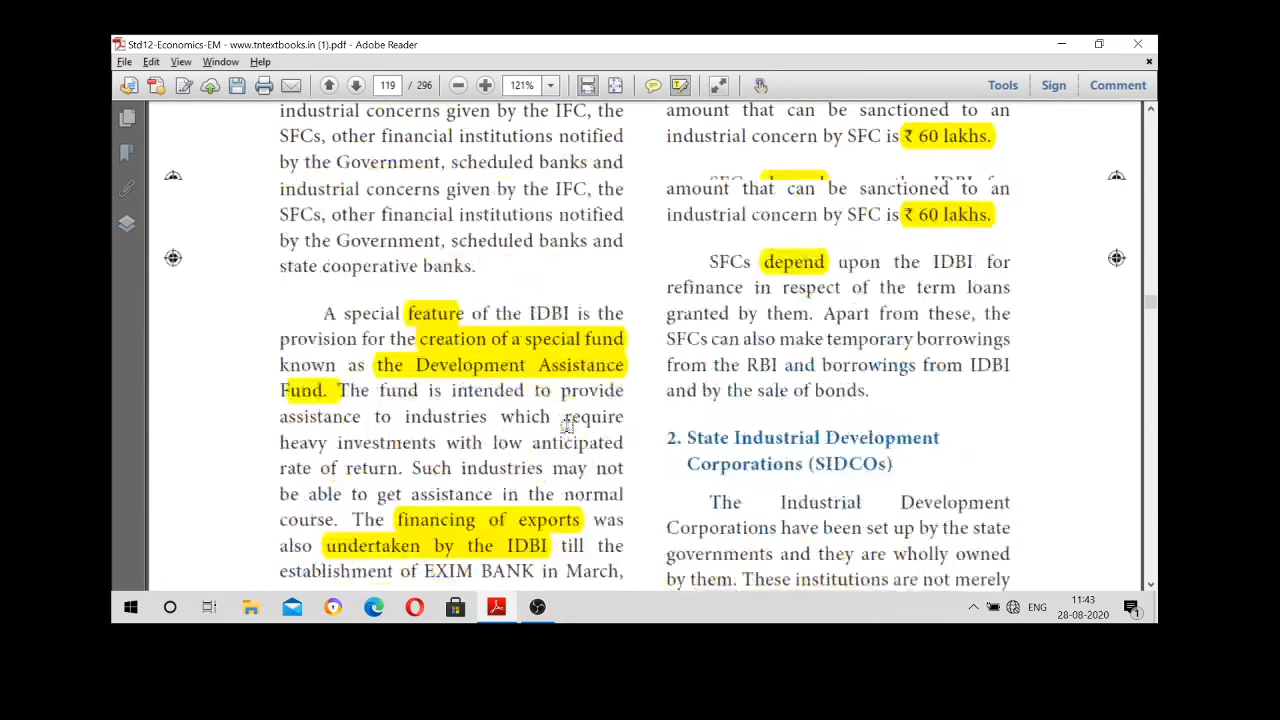 Std12-Economics-EM - www.tntextbooks.in (1).pdf - Adobe Reader
File Edit View Window Help
119 / 296 121% Tools Sign Comment
industrial concerns given by the IFC, the
SFCs, other financial institutions notified
by the Government, scheduled banks and
industrial concerns given by the IFC, the
SFCs, other financial institutions notified
by the Government, scheduled banks and
state cooperative banks.
A special feature of the IDBI is the
provision for the creation of a special fund
known as the Development Assistance
Fund. The fund is intended to provide
assistance to industries which require
heavy investments with low anticipated
rate of return. Such industries may not
be able to get assistance in the normal
course. The financing of exports was
also undertaken by the IDBI till the
establishment of EXIM BANK in March,
amount that can be sanctioned to an
industrial concern by SFC is ₹ 60 lakhs.
amount that can be sanctioned to an
industrial concern by SFC is ₹ 60 lakhs.
SFCs depend upon the IDBI for
refinance in respect of the term loans
granted by them. Apart from these, the
SFCs can also make temporary borrowings
from the RBI and borrowings from IDBI
and by the sale of bonds.
2. State Industrial Development
Corporations (SIDCOs)
The Industrial Development
Corporations have been set up by the state
governments and they are wholly owned
by them. These institutions are not merely
ENG
11:43
28-08-2020
1